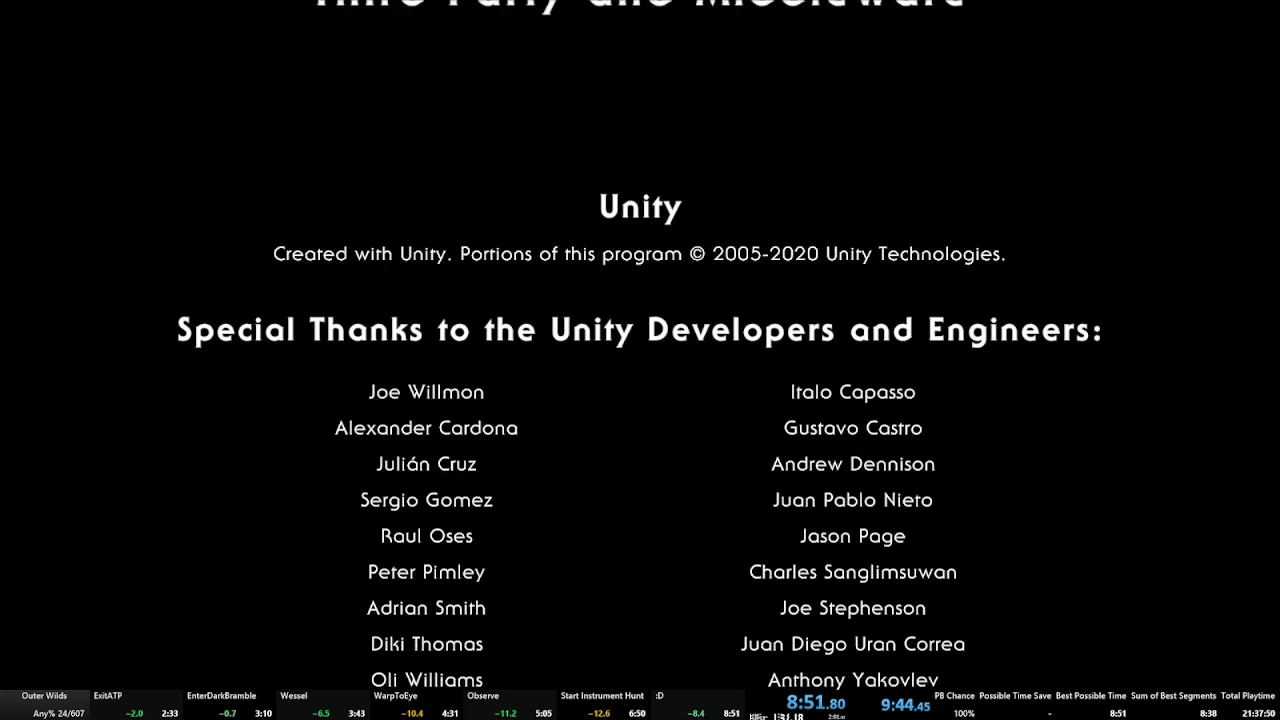 Third Party and Middleware
Unity
Created with Unity. Portions of this program © 2005-2020 Unity Technologies.
Special Thanks to the Unity Developers and Engineers:
Joe Willmon Italo Capasso
Alexander Cardona Gustavo Castro
Julián Cruz Andrew Dennison
Sergio Gomez Juan Pablo Nieto
Raul Oses Jason Page
Peter Pimley Charles Sanglimsuwan
Adrian Smith Joe Stephenson
Diki Thomas Juan Diego Uran Correa
Oli Williams Anthony Yakovlev
Outer Wilds ExitATP EnterDarkBramble Wessel WarpToEye Observe Start Instrument Hunt :D 8:51.80 9:44.45 PB Chance Possible Time Save Best Possible Time Sum of Best Segments Total Playtime
Any% 24/607 -2.0 2:33 -0.7 3:10 -6.5 3:43 -10.4 4:31 -11.2 5:05 -12.6 6:50 -8.4 8:51 100% - 8:51 8:38 21:37:50